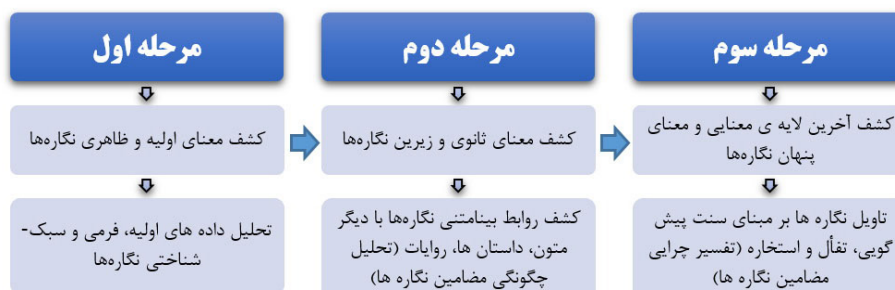 مرحله اول
مرحله دوم
مرحله سوم
کشف معنای اولیه و ظاهری نگاره‌ها
کشف معنای ثانوی و زیرین نگاره‌ها
کشف آخرین لایه ی معنایی و معنای
پنهان نگاره‌ها
تحلیل داده های اولیه، فرمی و سبک-
شناختی نگاره‌ها
کشف روابط بینامتنی نگاره‌ها با دیگر
متون، داستان ها، روایات (تحلیل
چگونگی مضامین نگاره ها)
تاویل نگاره ها بر مبنای سنت پیش
گویی، تفأل و استخاره (تفسیر چرایی
مضامین نگاره ها)